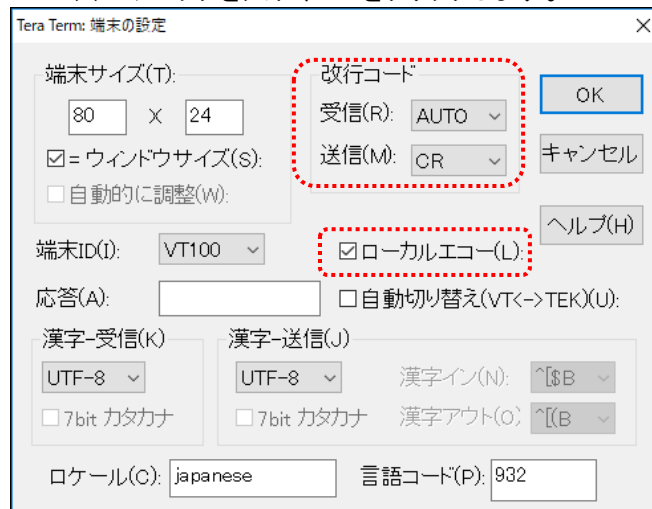 Tera Term: 端末の設定
端末サイズ(T):
80 X 24
☑=ウィンドウサイズ(S):
□自動的に調整(W):
改行コード
受信(R): AUTO
送信(M): CR
OK
キャンセル
ヘルプ(H)
端末ID(I): VT100
☑ローカルエコー(L):
応答(A):
□自動切り替え(VT<->TEK)(U):
漢字-受信(K)
UTF-8
□7bit カタカナ
漢字-送信(J)
UTF-8
□7bit カタカナ
漢字イン(N): ^[$B
漢字アウト(O) ^[(B
ロケール(C): japanese
言語コード(P): 932